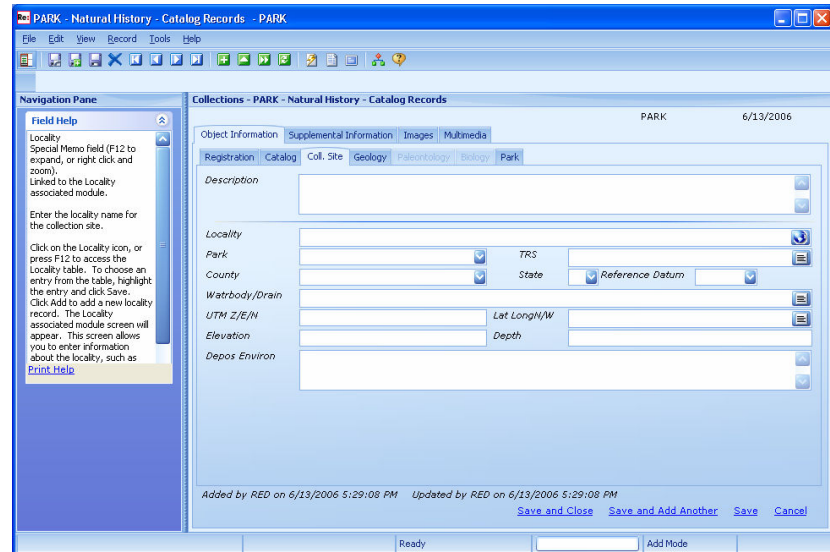 Re: PARK - Natural History - Catalog Records - PARK
File Edit View Record Tools Help
Navigation Pane
Collections - PARK - Natural History - Catalog Records
PARK 6/13/2006
Field Help
Locality
Special Memo field (F12 to
expand, or right click and
zoom).
Linked to the Locality
associated module.
Enter the locality name for
the collection site.
Click on the Locality icon, or
press F12 to access the
Locality table. To choose an
entry from the table, highlight
the entry and click Save.
Click Add to add a new locality
record. The Locality
associated module screen will
appear. This screen allows
you to enter information
about the locality, such as
Print Help
Object Information Supplemental Information Images Multimedia
Registration Catalog Coll. Site Geology Paleontology Biology Park
Description
Locality
Park TRS
County State Reference Datum
Watrbody/Drain
UTM Z/E/N Lat LongN/W
Elevation Depth
Depos Environ
Added by RED on 6/13/2006 5:29:08 PM Updated by RED on 6/13/2006 5:29:08 PM
Save and Close Save and Add Another Save Cancel
Ready Add Mode